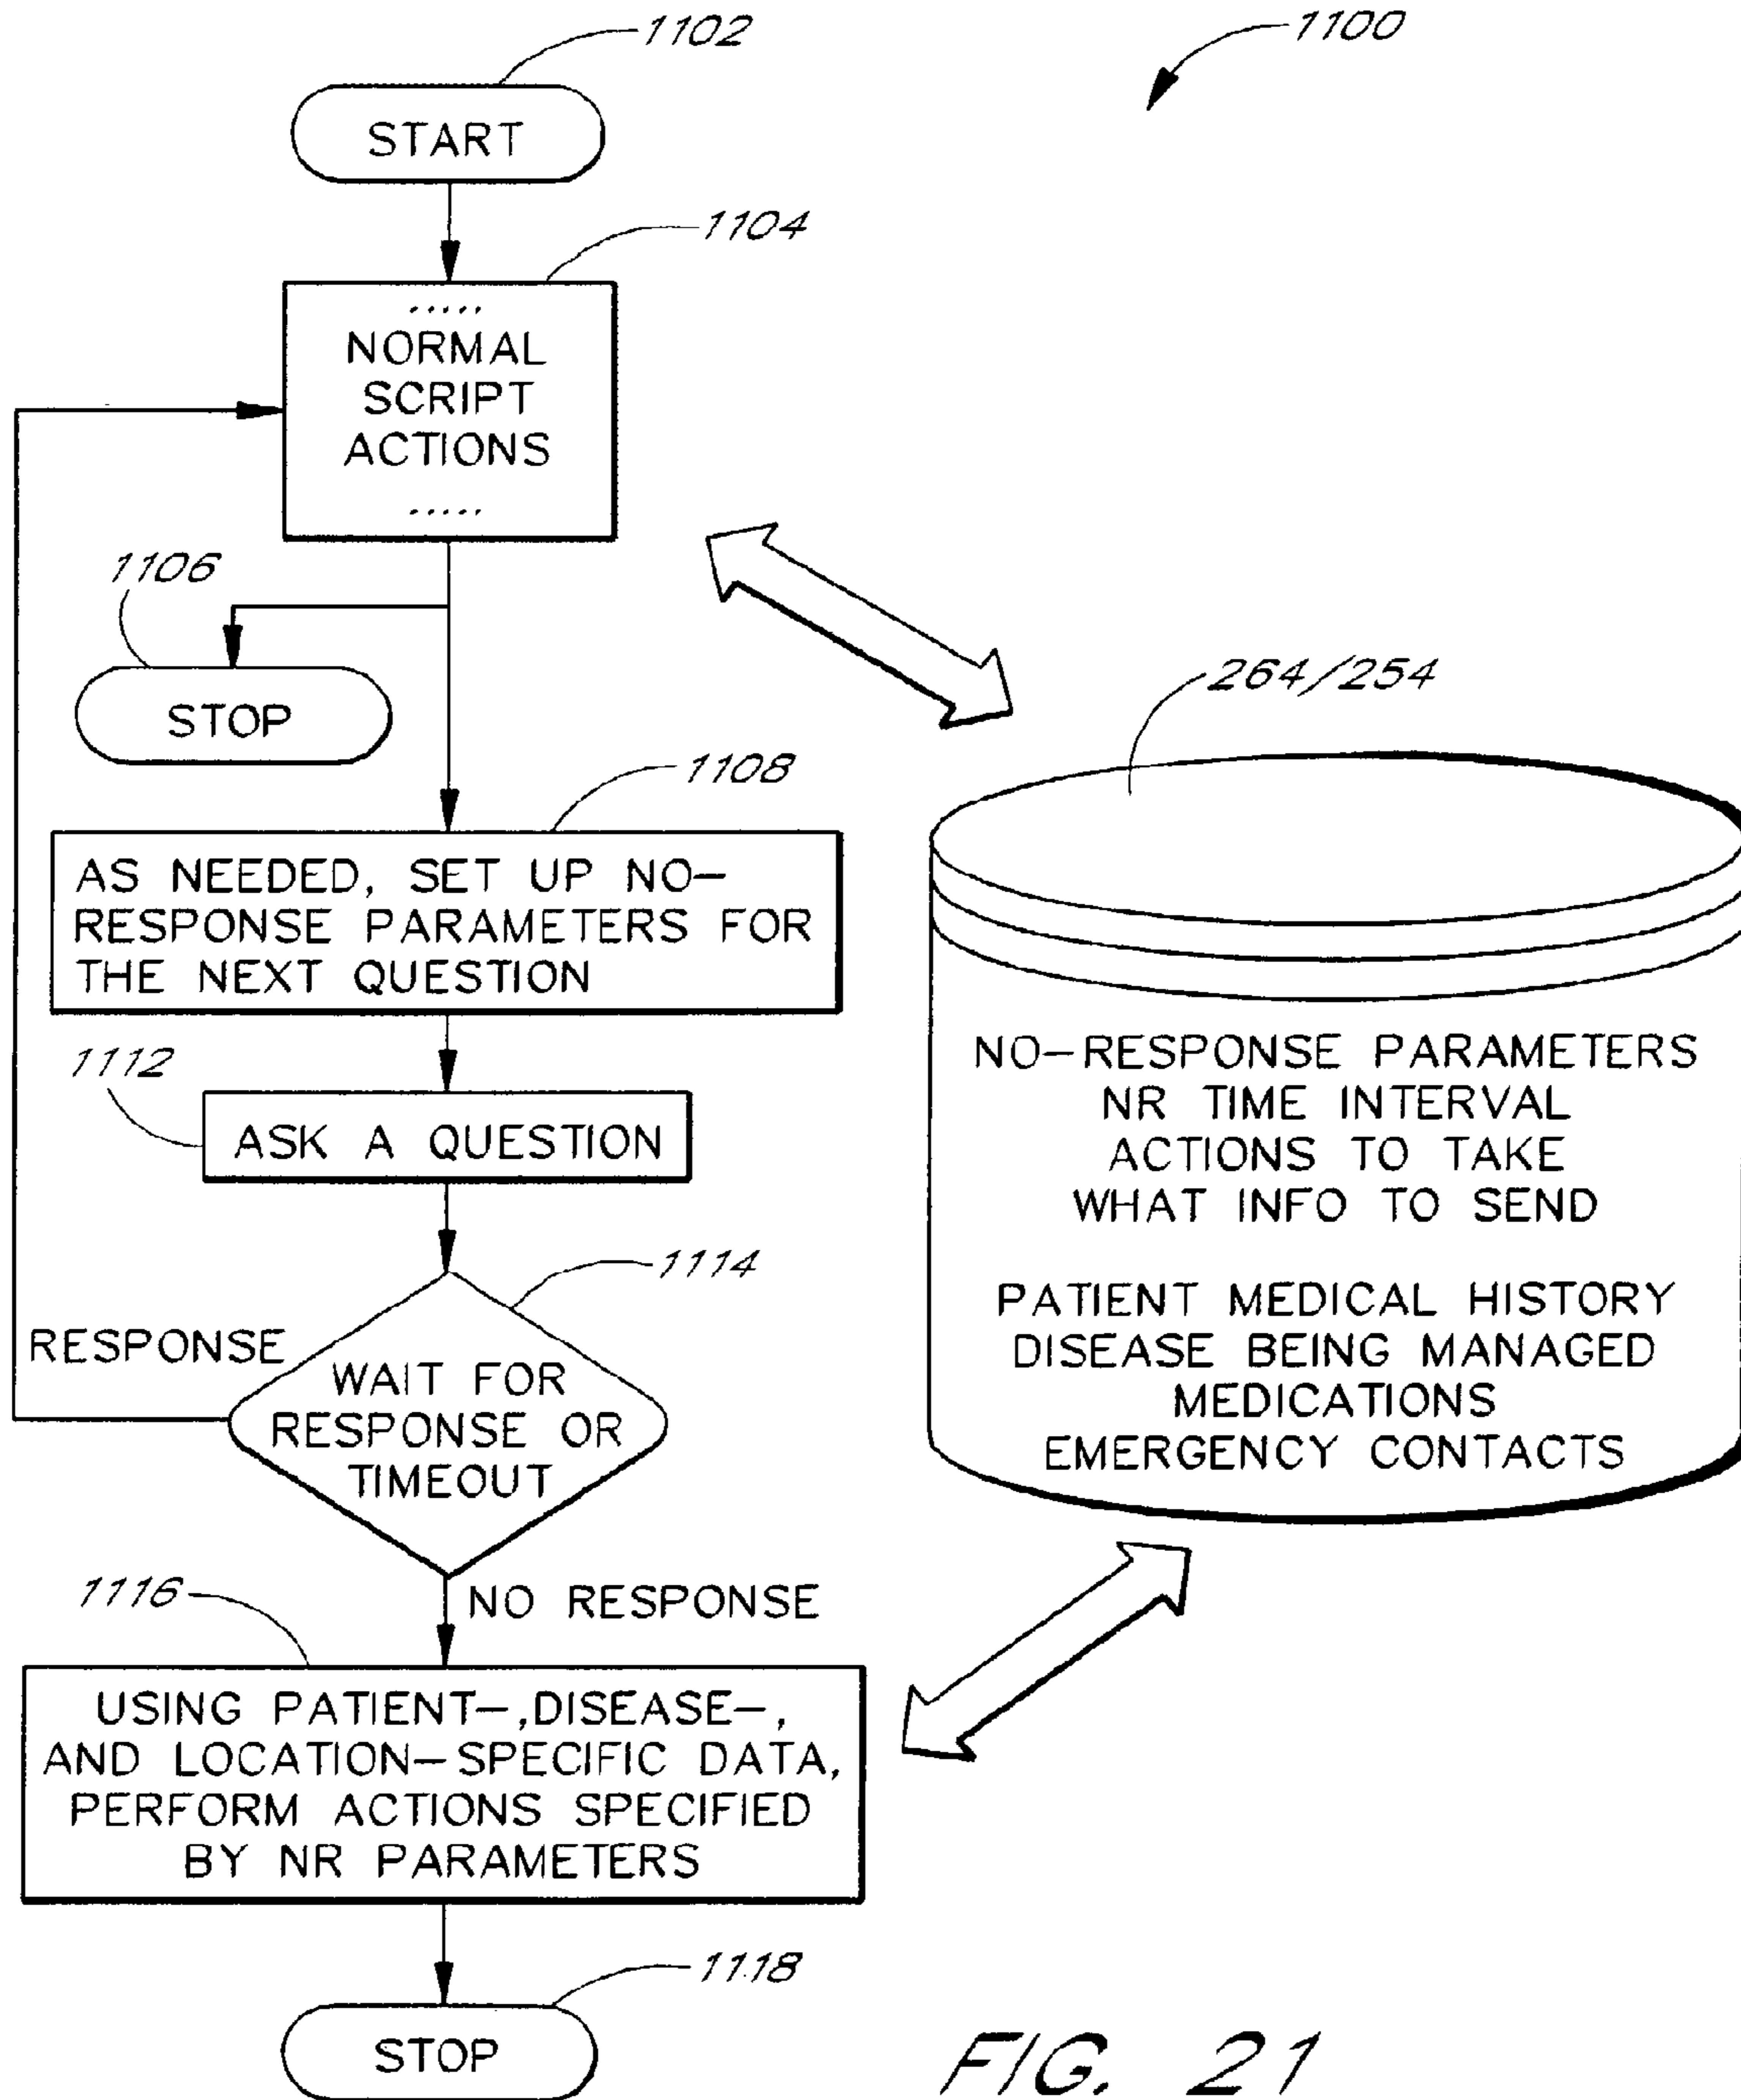 1102
1100
START
1104
.....
NORMAL
SCRIPT
ACTIONS
.....
1106
STOP
264/254
1108
AS NEEDED, SET UP NO-
RESPONSE PARAMETERS FOR
THE NEXT QUESTION
1112
ASK A QUESTION
1114
RESPONSE
WAIT FOR
RESPONSE OR
TIMEOUT
NO RESPONSE
NO-RESPONSE PARAMETERS
NR TIME INTERVAL
ACTIONS TO TAKE
WHAT INFO TO SEND
PATIENT MEDICAL HISTORY
DISEASE BEING MANAGED
MEDICATIONS
EMERGENCY CONTACTS
1116
USING PATIENT-,DISEASE-,
AND LOCATION-SPECIFIC DATA,
PERFORM ACTIONS SPECIFIED
BY NR PARAMETERS
1118
STOP
FIG. 21